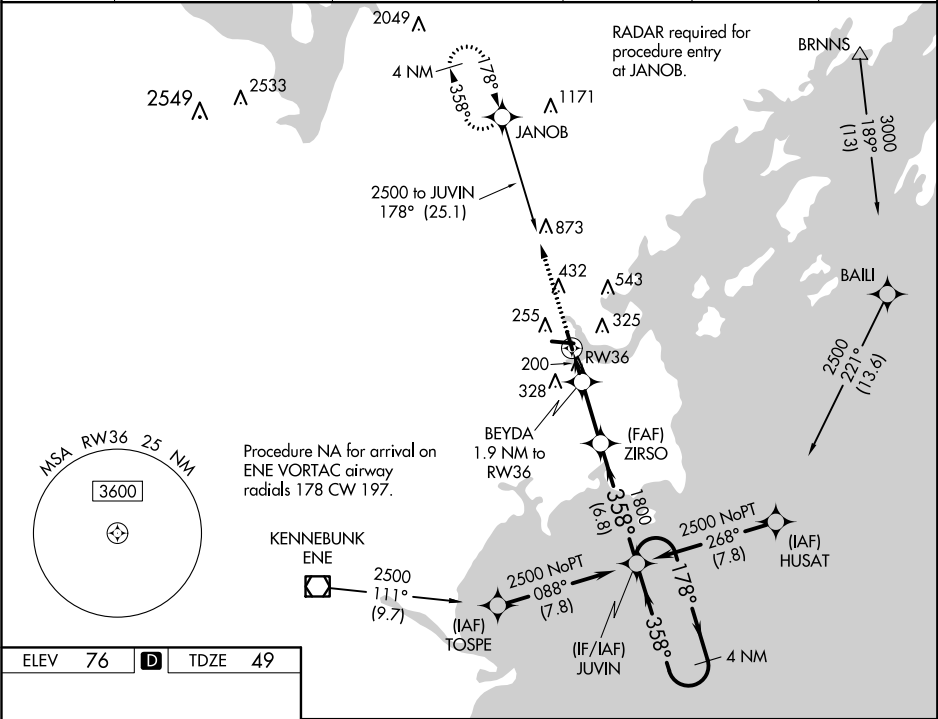 2049
RADAR required for
procedure entry
at JANOB.
BRNNS
4 NM
178°
358°
2549
2533
1171
JANOB
3000
189°
(13)
2500 to JUVIN
178° (25.1)
873
432
543
BAILI
255
325
RW36
200
328
2500
221°
(13.6)
BEYDA
1.9 NM to
RW36
(FAF)
ZIRSO
MSA RW36 25 NM
3600
Procedure NA for arrival on
ENE VORTAC airway
radials 178 CW 197.
1800
358°
(6.8)
2500 NoPT
268°
(7.8)
(IAF)
HUSAT
KENNEBUNK
ENE
2500
111°
(9.7)
2500 NoPT
088°
(7.8)
(IAF)
TOSPE
(IF/IAF)
JUVIN
178°
358°
4 NM
ELEV 76 D TDZE 49